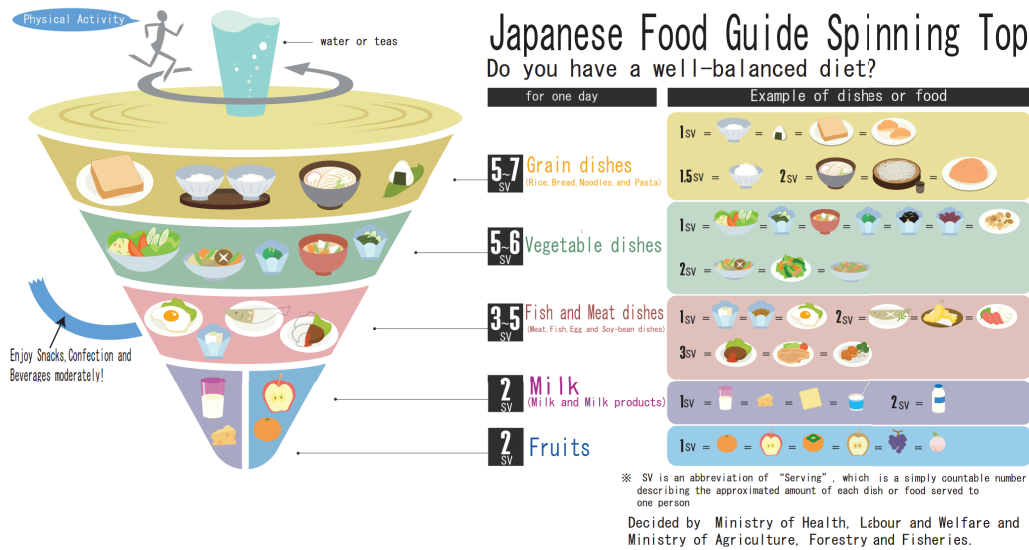 Physical Activity
water or teas
Enjoy Snacks, Confection and
Beverages moderately!
Japanese Food Guide Spinning Top
Do you have a well-balanced diet?
for one day
Example of dishes or food
5~7
SV
Grain dishes
(Rice, Bread, Noodles, and Pasta)
1SV = = = =
1.5SV = 2SV = = =
5~6
SV
Vegetable dishes
1SV = = = = = = =
2SV = = =
3~5
SV
Fish and Meat dishes
(Meat, Fish, Egg and Soy-bean dishes)
1SV = = = 2SV = = =
3SV = = =
2
SV
Milk
(Milk and Milk products)
1SV = = = = 2SV =
2
SV
Fruits
1SV = = = = = =
※ SV is an abbreviation of “Serving”, which is a simply countable number
describing the approximated amount of each dish or food served to
one person
Decided by Ministry of Health, Labour and Welfare and
Ministry of Agriculture, Forestry and Fisheries.